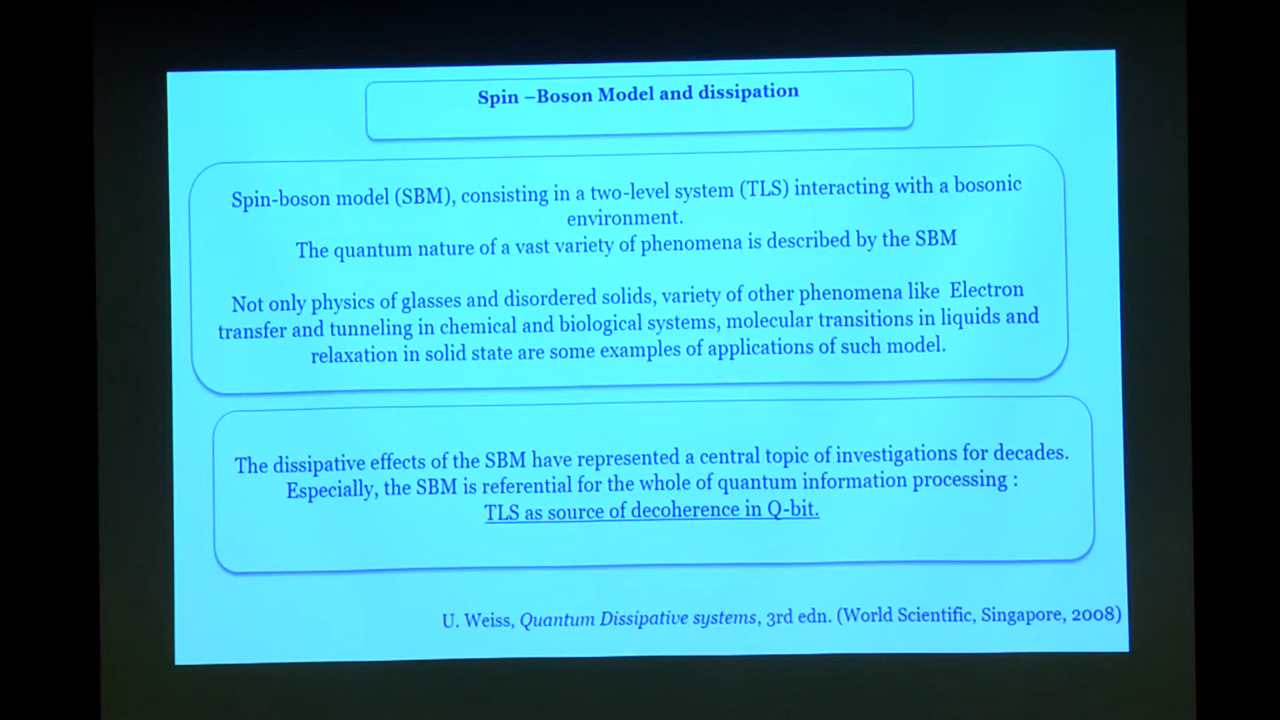 Spin –Boson Model and dissipation
Spin-boson model (SBM), consisting in a two-level system (TLS) interacting with a bosonic
environment.
The quantum nature of a vast variety of phenomena is described by the SBM
Not only physics of glasses and disordered solids, variety of other phenomena like Electron
transfer and tunneling in chemical and biological systems, molecular transitions in liquids and
relaxation in solid state are some examples of applications of such model.
The dissipative effects of the SBM have represented a central topic of investigations for decades.
Especially, the SBM is referential for the whole of quantum information processing :
TLS as source of decoherence in Q-bit.
U. Weiss, Quantum Dissipative systems, 3rd edn. (World Scientific, Singapore, 2008)